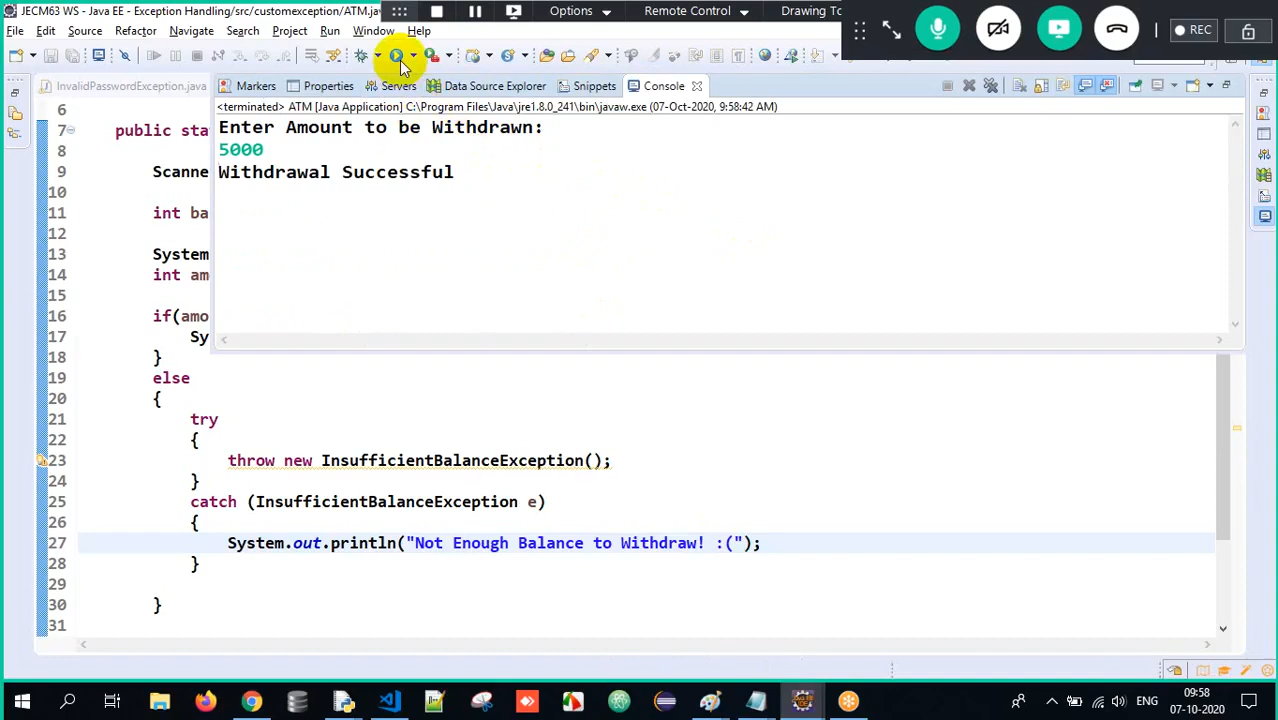 JECM63 WS - Java EE - Exception Handling/src/customexception/ATM.ja
Options
Remote Control
Drawing To
REC
File Edit Source Refactor Navigate Search Project Run Window Help
InvalidPasswordException.java
Markers Properties Servers Data Source Explorer Snippets Console
<terminated> ATM [Java Application] C:\Program Files\Java\jre1.8.0_241\bin\javaw.exe (07-Oct-2020, 9:58:42 AM)
Enter Amount to be Withdrawn:
5000
Withdrawal Successful
6
7 public sta
8
9 Scanne
10
11 int ba
12
13 System
14 int am
15
16 if(amo
17 Sy
18 }
19 else
20 {
21 try
22 {
23 throw new InsufficientBalanceException();
24 }
25 catch (InsufficientBalanceException e)
26 {
27 System.out.println("Not Enough Balance to Withdraw! :(");
28 }
29
30 }
31
ENG
09:58
07-10-2020